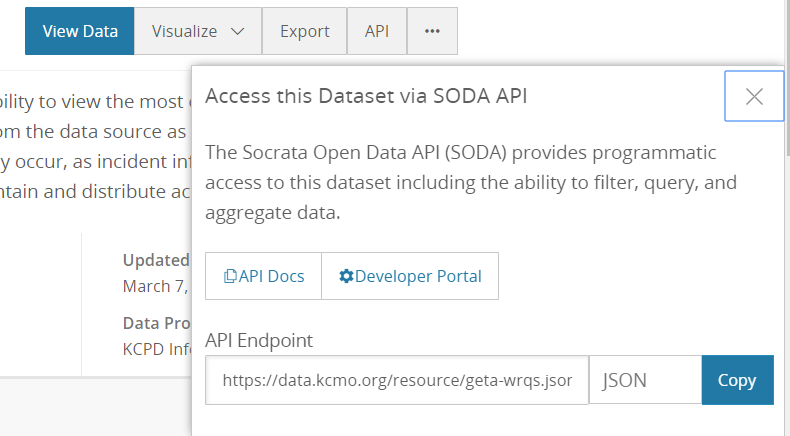 View Data
Visualize
Export
API
...
bility to view the most
om the data source as
y occur, as incident inf
ntain and distribute ac
Updated
March 7,
Data Pro
KCPD Info
Access this Dataset via SODA API
The Socrata Open Data API (SODA) provides programmatic
access to this dataset including the ability to filter, query, and
aggregate data.
API Docs
Developer Portal
API Endpoint
https://data.kcmo.org/resource/geta-wrqs.json
JSON
Copy